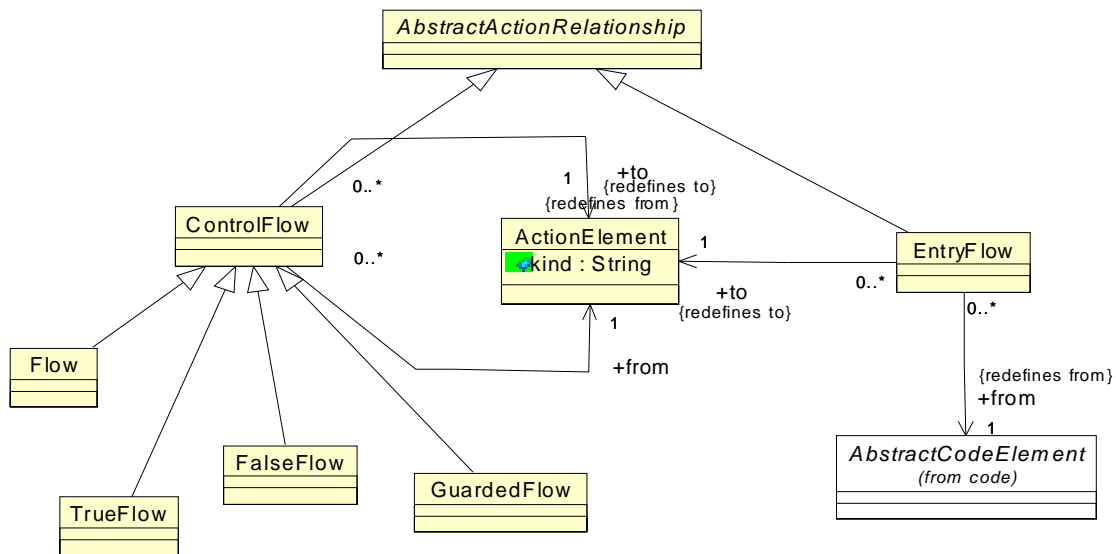 AbstractActionRelationship
0..*
1
+to
{redefines to}
{redefines from}
ControlFlow
ActionElement
kind : String
1
EntryFlow
0..*
0..*
0..*
+to
{redefines to}
1
+from
Flow
{redefines from}
+from
1
AbstractCodeElement
(from code)
FalseFlow
GuardedFlow
TrueFlow